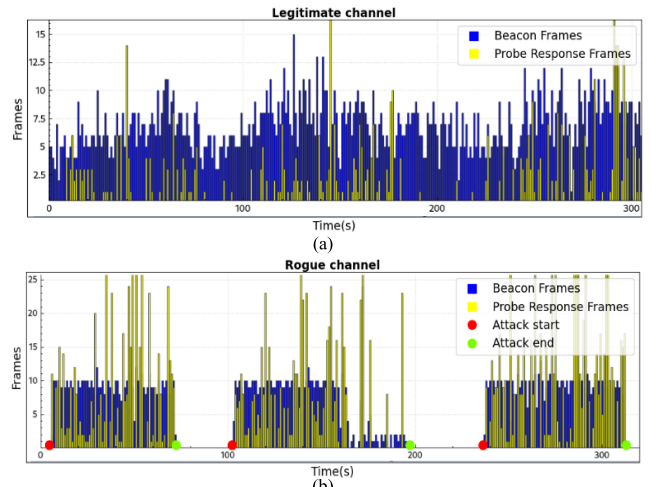 Legitimate channel
15
12.5
10
7.5
5
2.5
Frames
Beacon Frames
Probe Response Frames
0
100
200
300
Time(s)
(a)
Rogue channel
25
20
15
10
5
Frames
Beacon Frames
Probe Response Frames
Attack start
Attack end
0
100
200
300
Time(s)
(b)